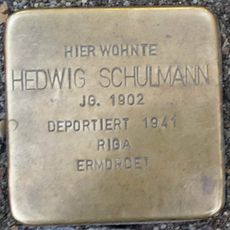 HIER WOHNTE
HEDWIG SCHULMANN
JG. 1902
DEPORTIERT 1941
RIGA
ERMORDET